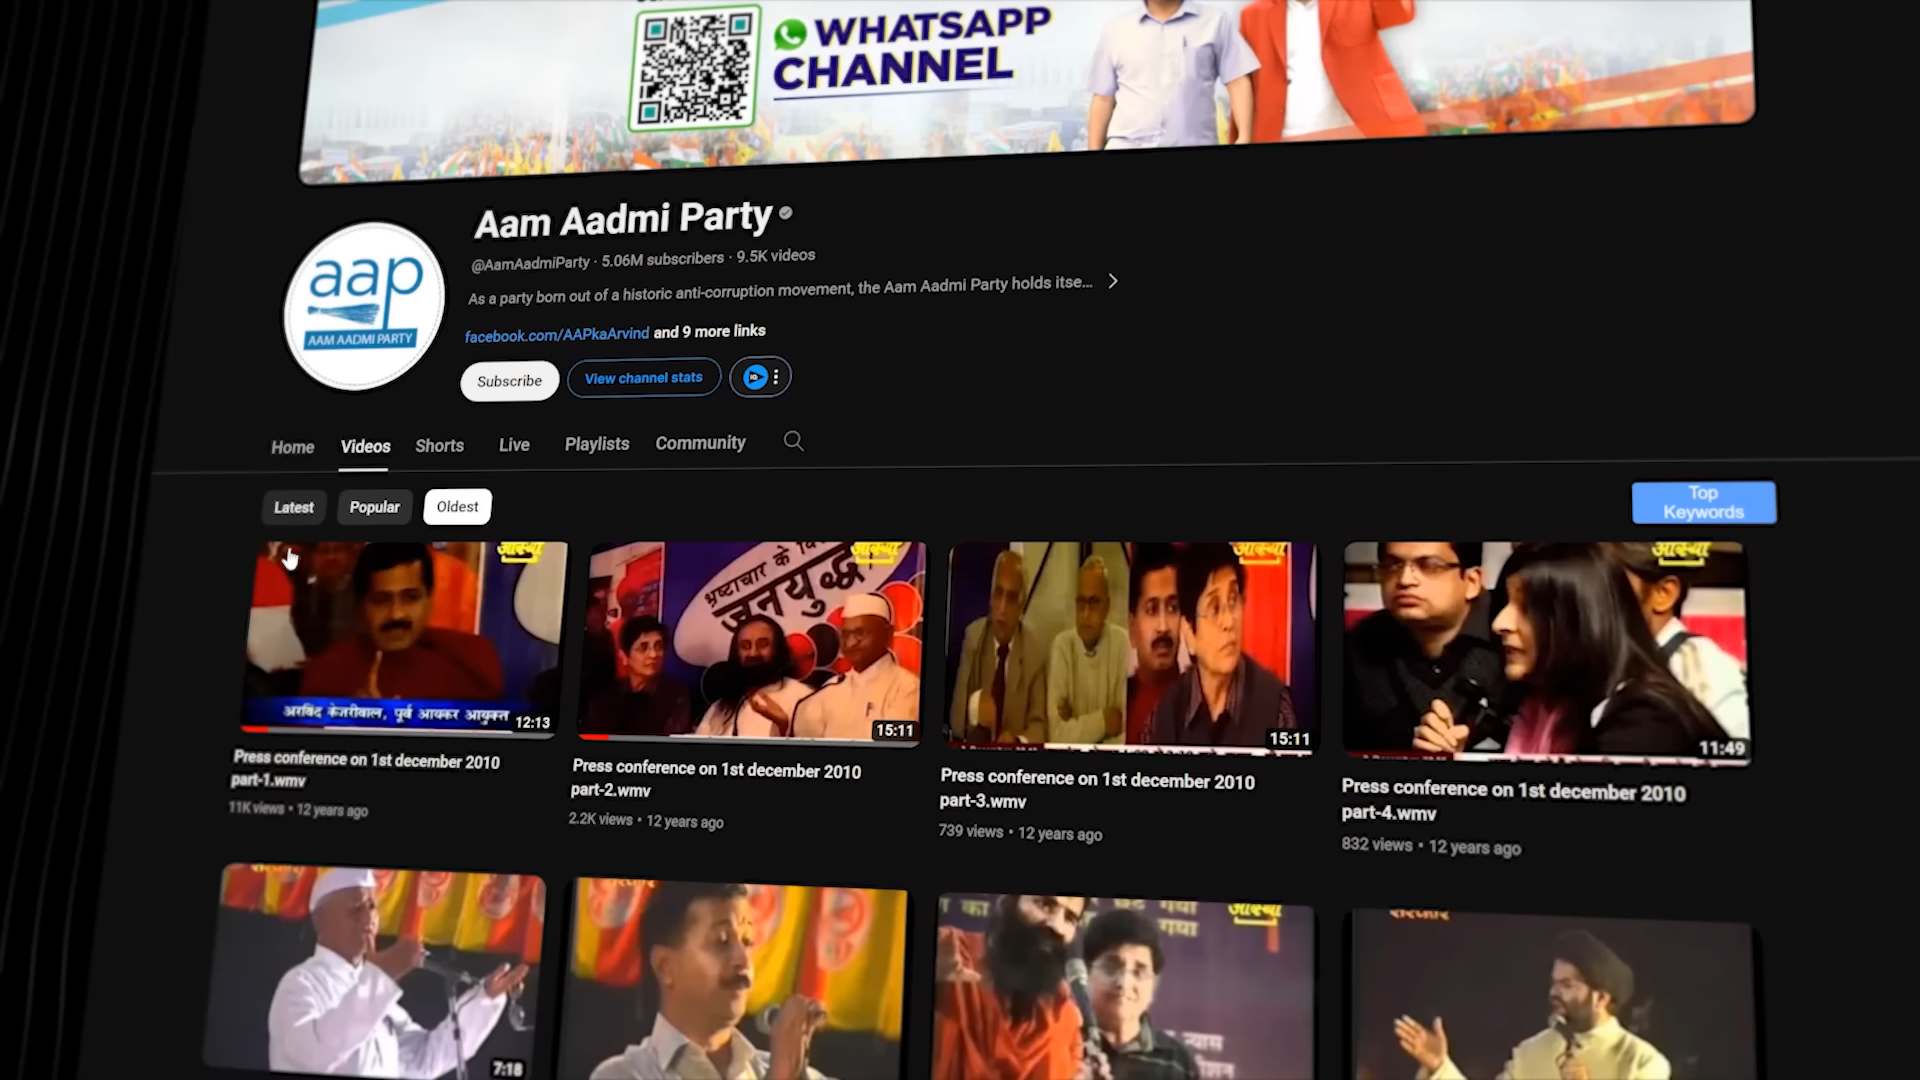 WHATSAPP
CHANNEL
Aam Aadmi Party
@AamAadmiParty · 5.06M subscribers · 9.5K videos
As a party born out of a historic anti-corruption movement, the Aam Aadmi Party holds itse...
facebook.com/AAPkaArvind and 9 more links
aap
AAM AADMI PARTY
Subscribe
View channel stats
Home Videos Shorts Live Playlists Community
Latest Popular Oldest
Top
Keywords
आस्था
अरविंद केजरीवाल, पूर्व आयकर आयुक्त
12:13
भ्रष्टाचार के
जनयुद्ध
आस्था
15:11
आस्था
15:11
आस्था
11:49
Press conference on 1st december 2010
part-1.wmv
11K views • 12 years ago
Press conference on 1st december 2010
part-2.wmv
2.2K views • 12 years ago
Press conference on 1st december 2010
part-3.wmv
739 views • 12 years ago
Press conference on 1st december 2010
part-4.wmv
832 views • 12 years ago
7:18
का
गया
गया
आस्था
न्यास